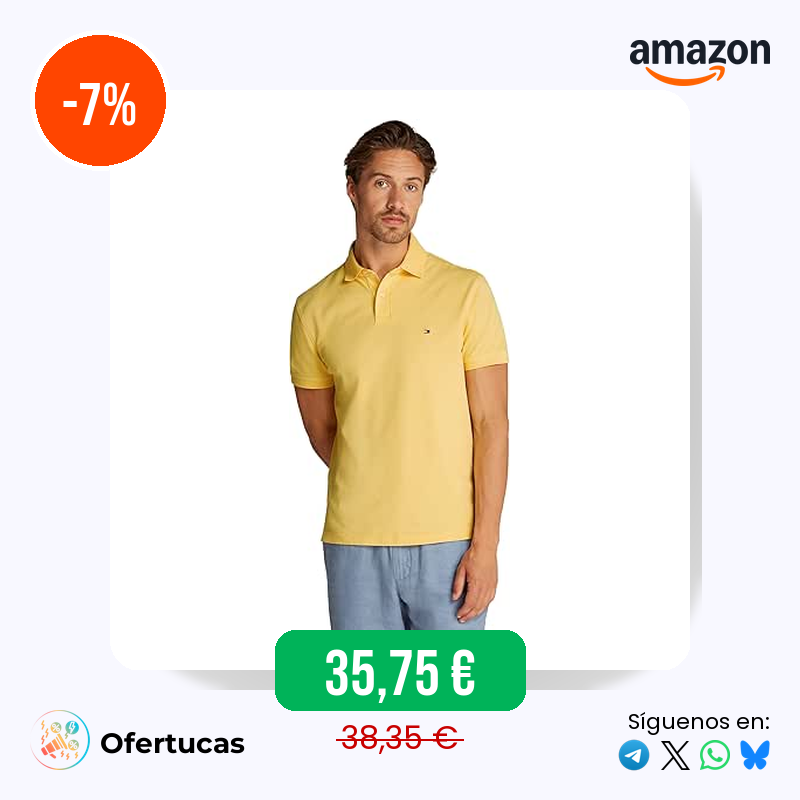 -7%
amazon
35,75 €
38,35 €
Ofertucas
Síguenos en: